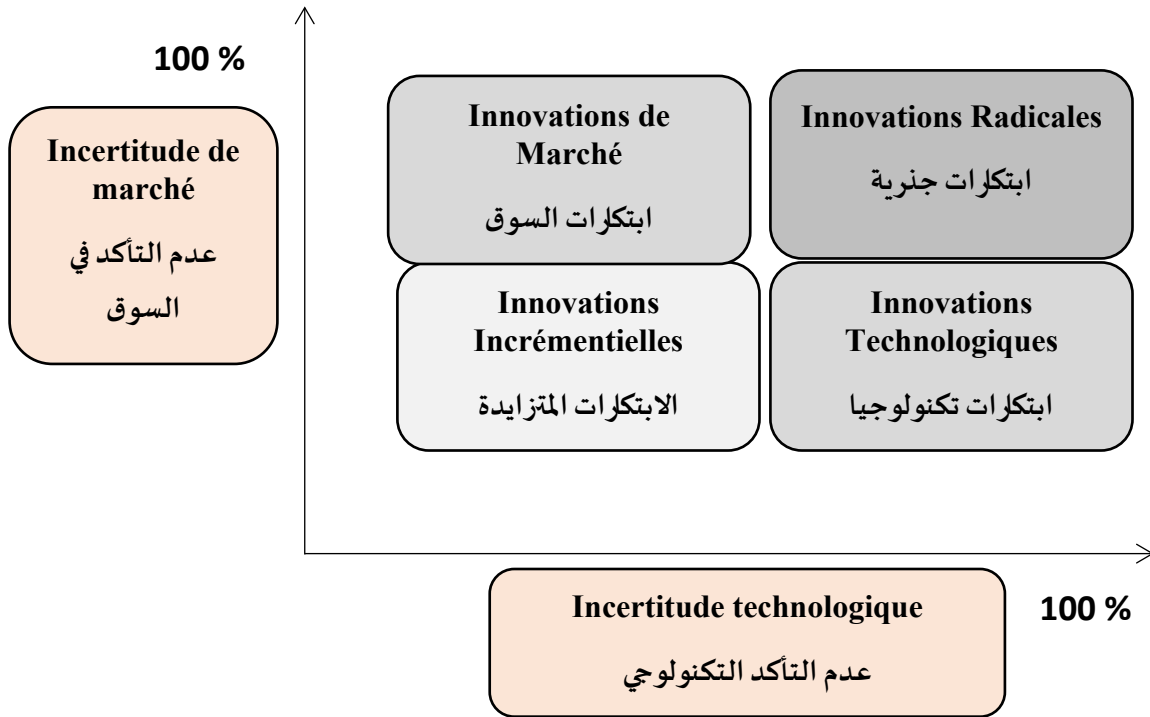 100 %
Incertitude de
marché
عدم التأكد في
السوق
Innovations de
Marché
ابتكارات السوق
Innovations Radicales
ابتكارات جذرية
Innovations
Incrémentielles
الابتكارات المتزايدة
Innovations
Technologiques
ابتكارات تكنولوجيا
Incertitude technologique
عدم التأكد التكنولوجي
100 %